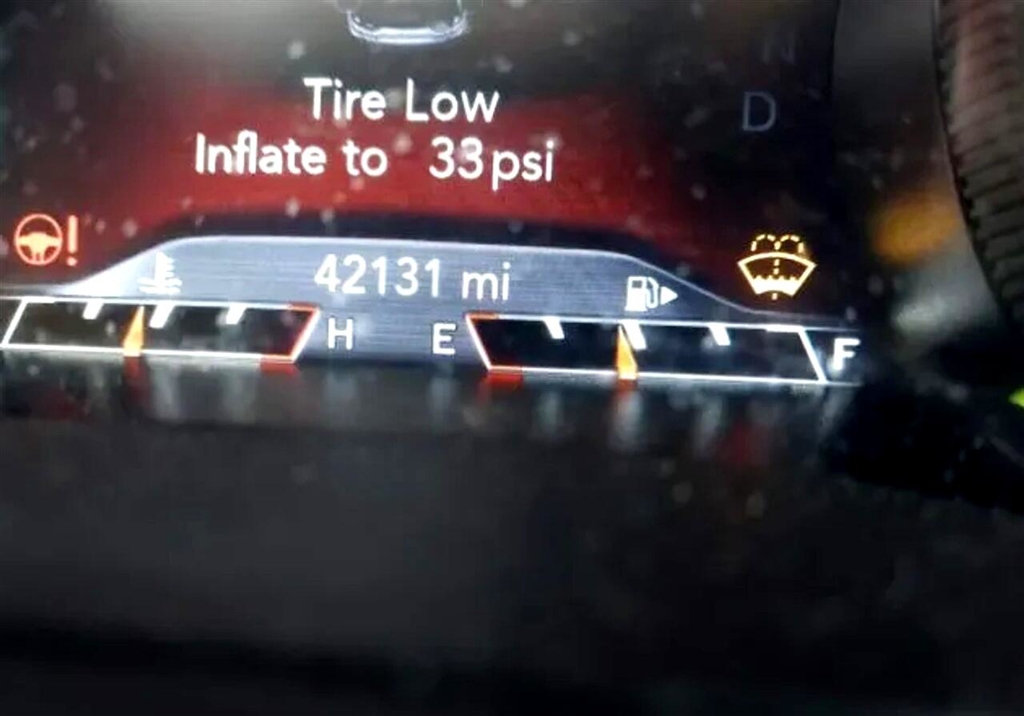 N
D
Tire Low
Inflate to 33 psi
42131 mi
H E F